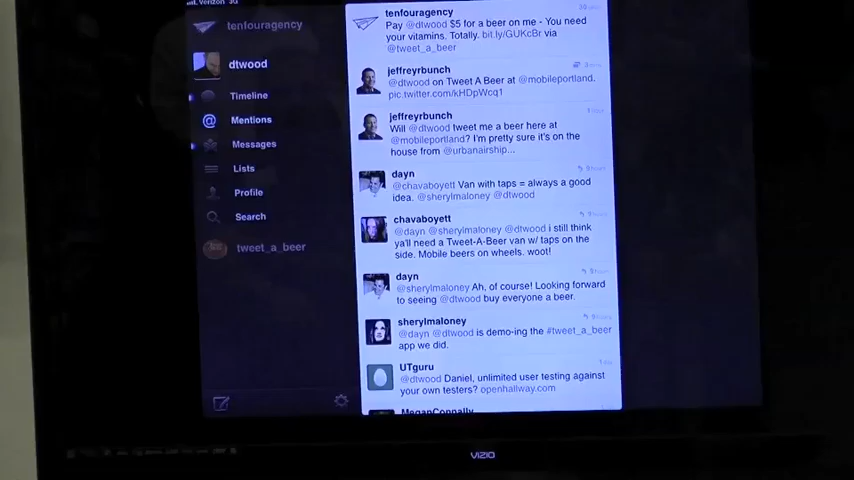 Verizon 3G
tenfouragency
dtwood
Timeline
Mentions
Messages
Lists
Profile
Search
tweet_a_beer
tenfouragency
Pay @dtwood $5 for a beer on me - You need
your vitamins. Totally. bit.ly/GUKcBr via
@tweet_a_beer
jeffreyrbunch
@dtwood on Tweet A Beer at @mobileportland.
pic.twitter.com/kHDpWcq1
jeffreyrbunch
Will @dtwood tweet me a beer here at
@mobileportland? I'm pretty sure it's on the
house from @urbanairship...
dayn
@chavaboyett Van with taps = always a good
idea. @sherylmaloney @dtwood
chavaboyett
@dayn @sherylmaloney @dtwood i still think
ya'll need a Tweet-A-Beer van w/ taps on the
side. Mobile beers on wheels. woot!
dayn
@sherylmaloney Ah, of course! Looking forward
to seeing @dtwood buy everyone a beer.
sherylmaloney
@dayn @dtwood is demo-ing the #tweet_a_beer
app we did.
UTguru
@dtwood Daniel, unlimited user testing against
your own testers? openhallway.com
MeganConnally
VIZIO